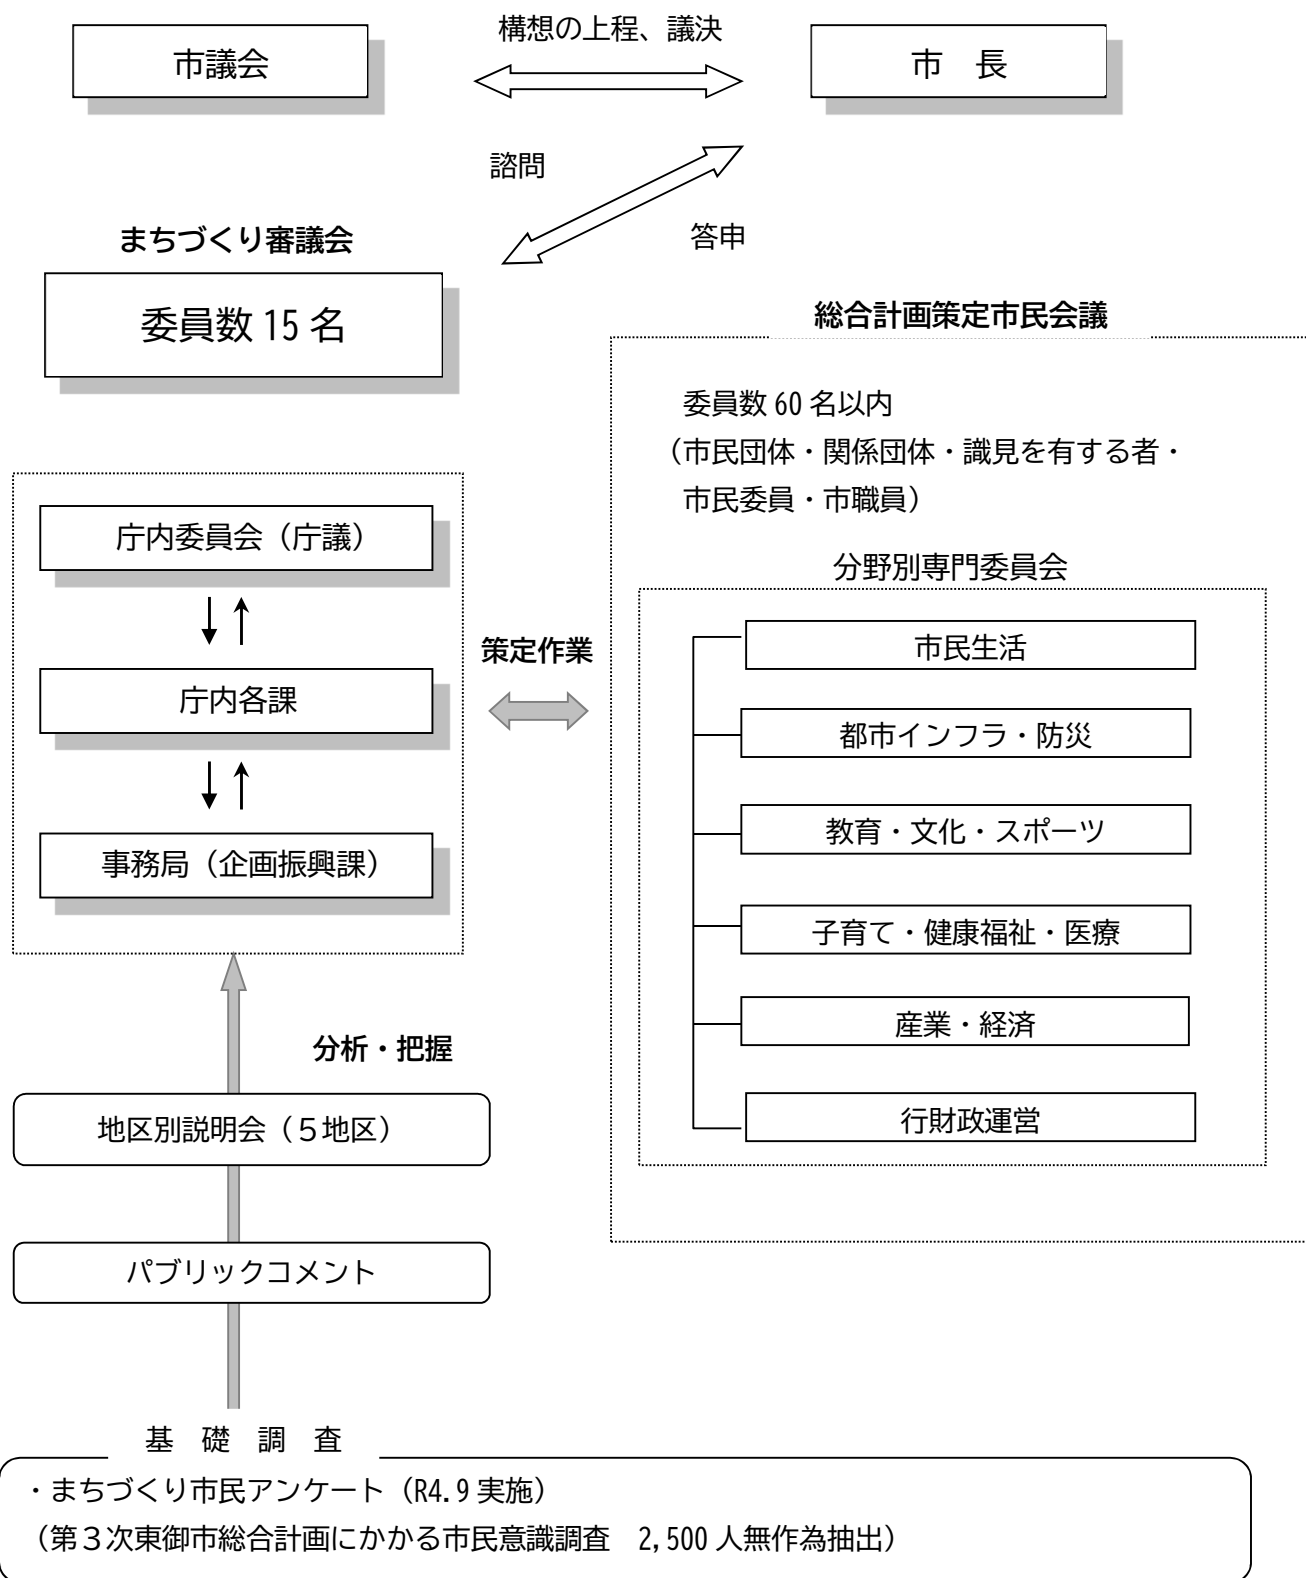 構想の上程、議決
市議会
市　長
諮問
答申
まちづくり審議会
委員数 15 名
総合計画策定市民会議
委員数 60 名以内
（市民団体・関係団体・識見を有する者・
市民委員・市職員）
庁内委員会（庁議）
庁内各課
事務局（企画振興課）
策定作業
分野別専門委員会
市民生活
都市インフラ・防災
教育・文化・スポーツ
子育て・健康福祉・医療
産業・経済
行財政運営
分析・把握
地区別説明会（５地区）
パブリックコメント
基　礎　調　査
・まちづくり市民アンケート（R4.9 実施）
（第３次東御市総合計画にかかる市民意識調査　2,500 人無作為抽出）